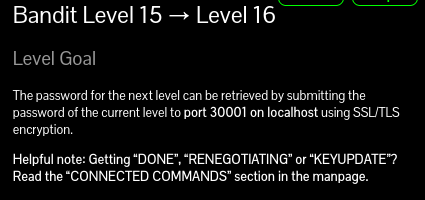 Bandit Level 15 → Level 16
Level Goal
The password for the next level can be retrieved by submitting the
password of the current level to port 30001 on localhost using SSL/TLS
encryption.
Helpful note: Getting “DONE”, “RENEGOTIATING” or “KEYUPDATE”?
Read the “CONNECTED COMMANDS” section in the manpage.